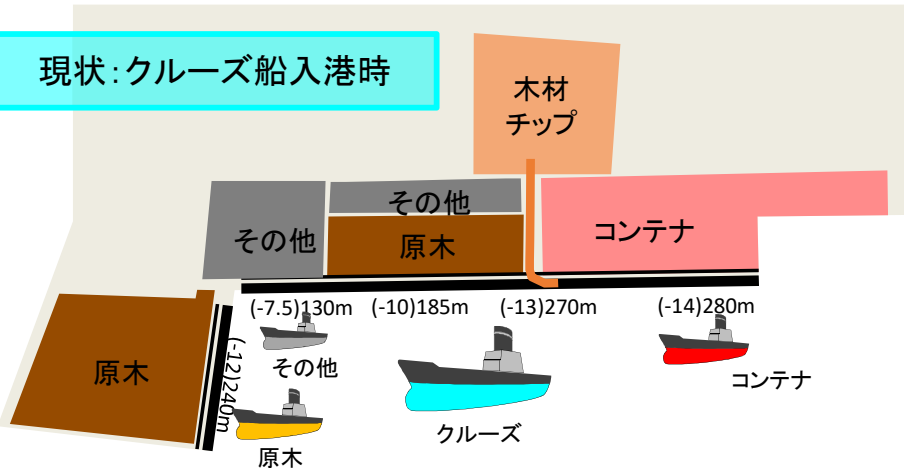 現状:クルーズ船入港時
木材
チップ
その他
その他
原木
コンテナ
(-7.5)130m
(-10)185m
(-13)270m
(-14)280m
原木
(-12)240m
その他
原木
クルーズ
コンテナ